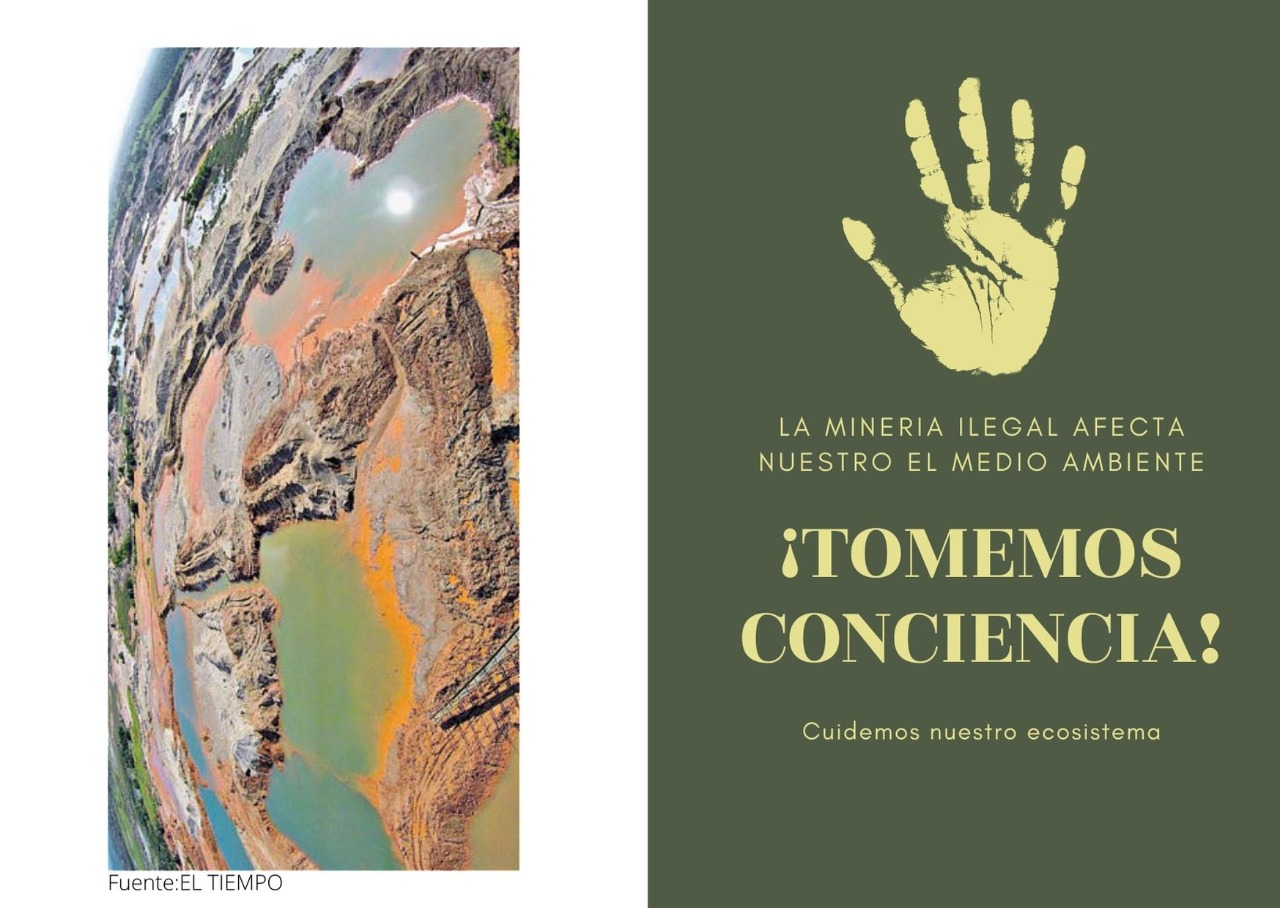 LA MINERIA ILEGAL AFECTA
NUESTRO EL MEDIO AMBIENTE
¡TOMEMOS
CONCIENCIA!
Cuidemos nuestro ecosistema
Fuente:EL TIEMPO